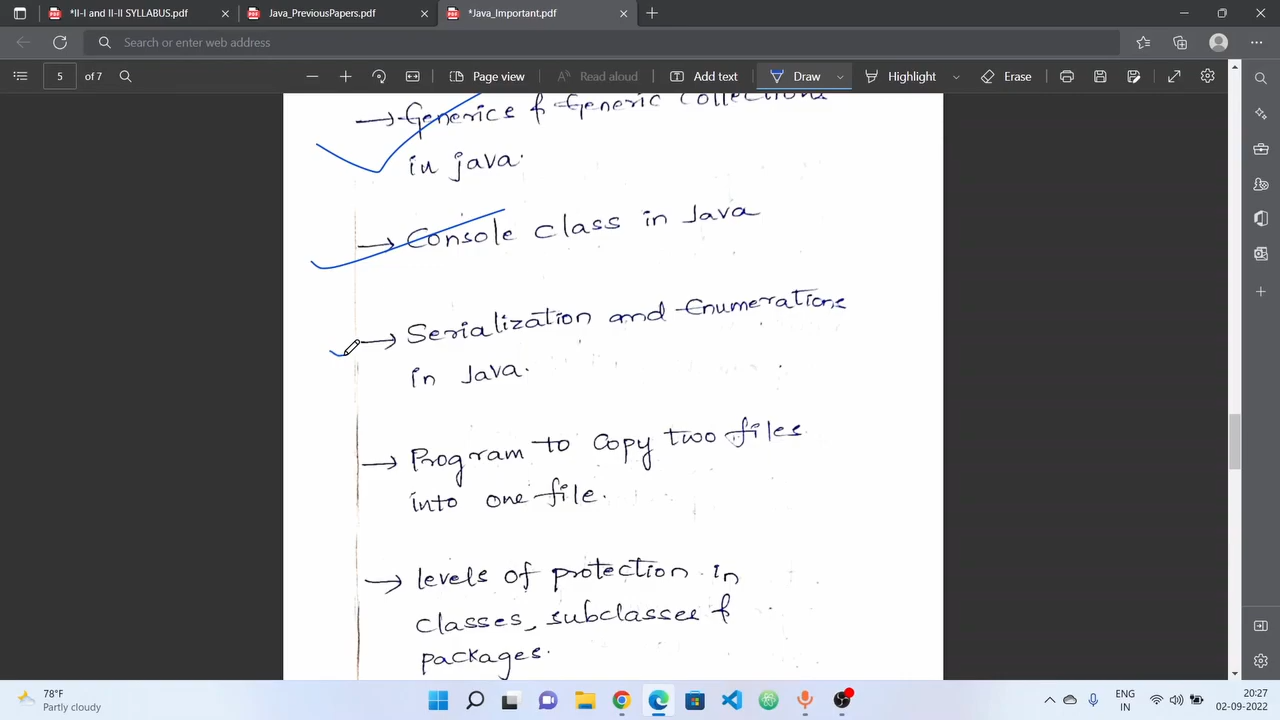 *II-I and II-II SYLLABUS.pdf
Java_PreviousPapers.pdf
*Java_Important.pdf
Search or enter web address
5 of 7
Page view
Read aloud
Add text
Draw
Highlight
Erase
→ Generics & Generic Collections
in java.
→ Console class in Java
→ Serialization and Enumerations
in Java.
→ Program to Copy two files
into one file.
→ levels of protection in
classes, subclasses &
packages.
78°F
Partly cloudy
ENG
IN
20:27
02-09-2022